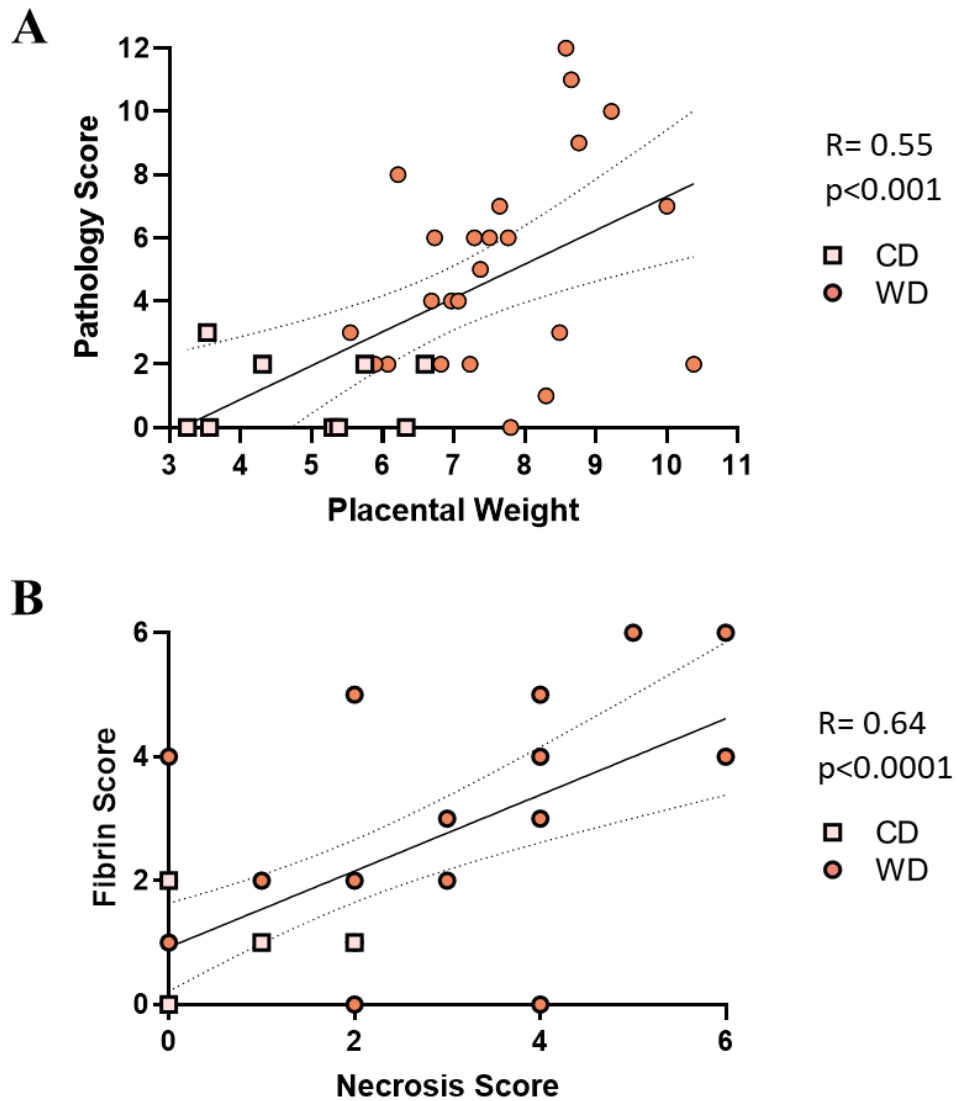 A
12
10
8
6
4
2
0
Pathology Score
3 4 5 6 7 8 9 10 11
Placental Weight
R= 0.55
p<0.001
CD
WD
B
6
4
2
0
Fibrin Score
0 2 4 6
Necrosis Score
R= 0.64
p<0.0001
CD
WD